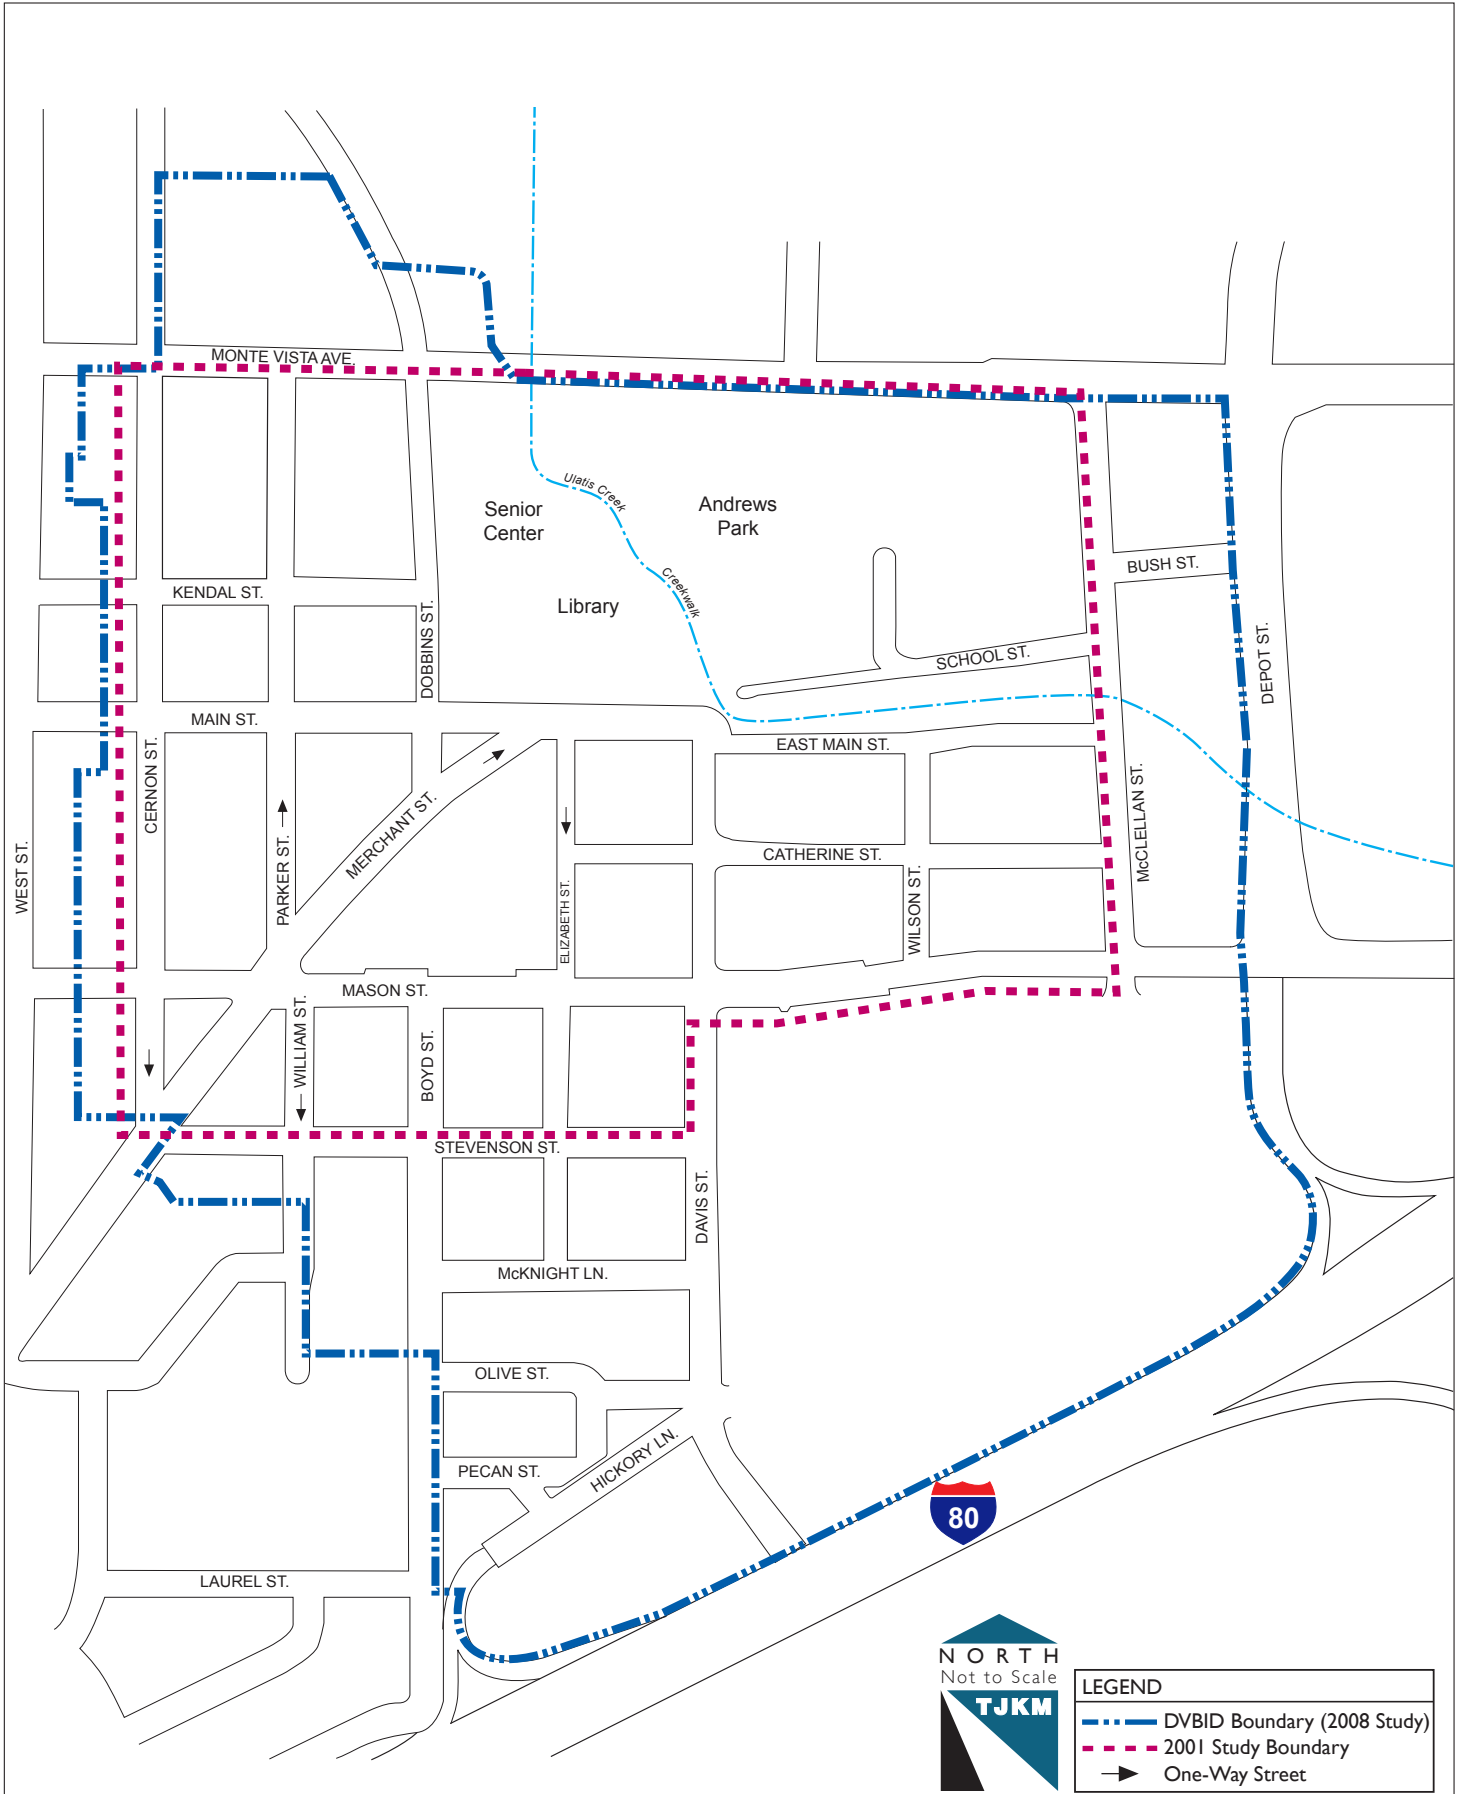 MONTE VISTA AVE.
Ulatis Creek
Senior
Center
Andrews
Park
BUSH ST.
Creekwalk
KENDAL ST.
Library
DOBBINS ST.
SCHOOL ST.
DEPOT ST.
MAIN ST.
EAST MAIN ST.
CERNON ST.
MERCHANT ST.
McCLELLAN ST.
WEST ST.
PARKER ST.
CATHERINE ST.
ELIZABETH ST.
WILSON ST.
MASON ST.
WILLIAM ST.
BOYD ST.
STEVENSON ST.
DAVIS ST.
McKNIGHT LN.
OLIVE ST.
HICKORY LN.
PECAN ST.
80
LAUREL ST.
NORTH
Not to Scale
TJKM
LEGEND
DVBID Boundary (2008 Study)
2001 Study Boundary
One-Way Street